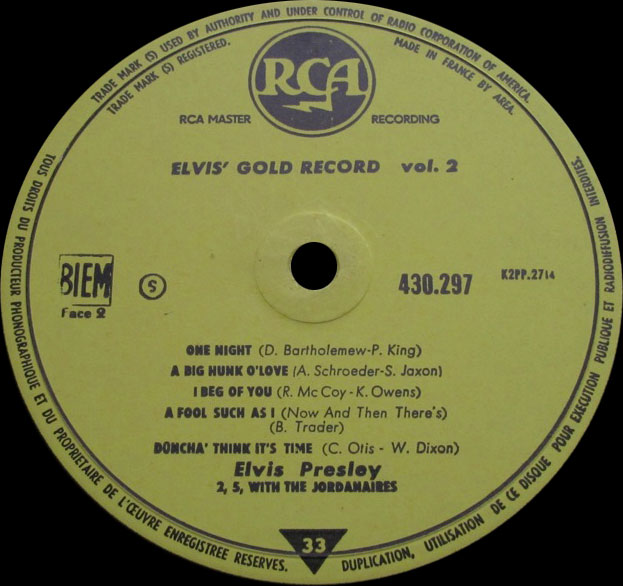 TRADE MARK (S) USED BY AUTHORITY AND UNDER CONTROL OF RADIO CORPORATION OF AMERICA.
TRADE MARK (S) REGISTERED.
MADE IN FRANCE BY AREA.
RCA
RCA MASTER RECORDING
ELVIS' GOLD RECORD vol. 2
BIEM
Face 2
S
430.297
K2PP.2714
ONE NIGHT (D. Bartholemew-P. King)
A BIG HUNK O'LOVE (A. Schroeder-S. Jaxon)
I BEG OF YOU (R. Mc Coy - K. Owens)
A FOOL SUCH AS I (Now And Then There's)
(B. Trader)
DONCHA' THINK IT'S TIME (C. Otis - W. Dixon)
Elvis Presley
2, 5, WITH THE JORDANAIRES
33
TOUS DROITS DU PRODUCTEUR PHONOGRAPHIQUE ET DU PROPRIETAIRE DE L'ŒUVRE ENREGISTREE RESERVES.
DUPLICATION, UTILISATION DE CE DISQUE POUR EXECUTION PUBLIQUE ET RADIODIFFUSION INTERDITES.